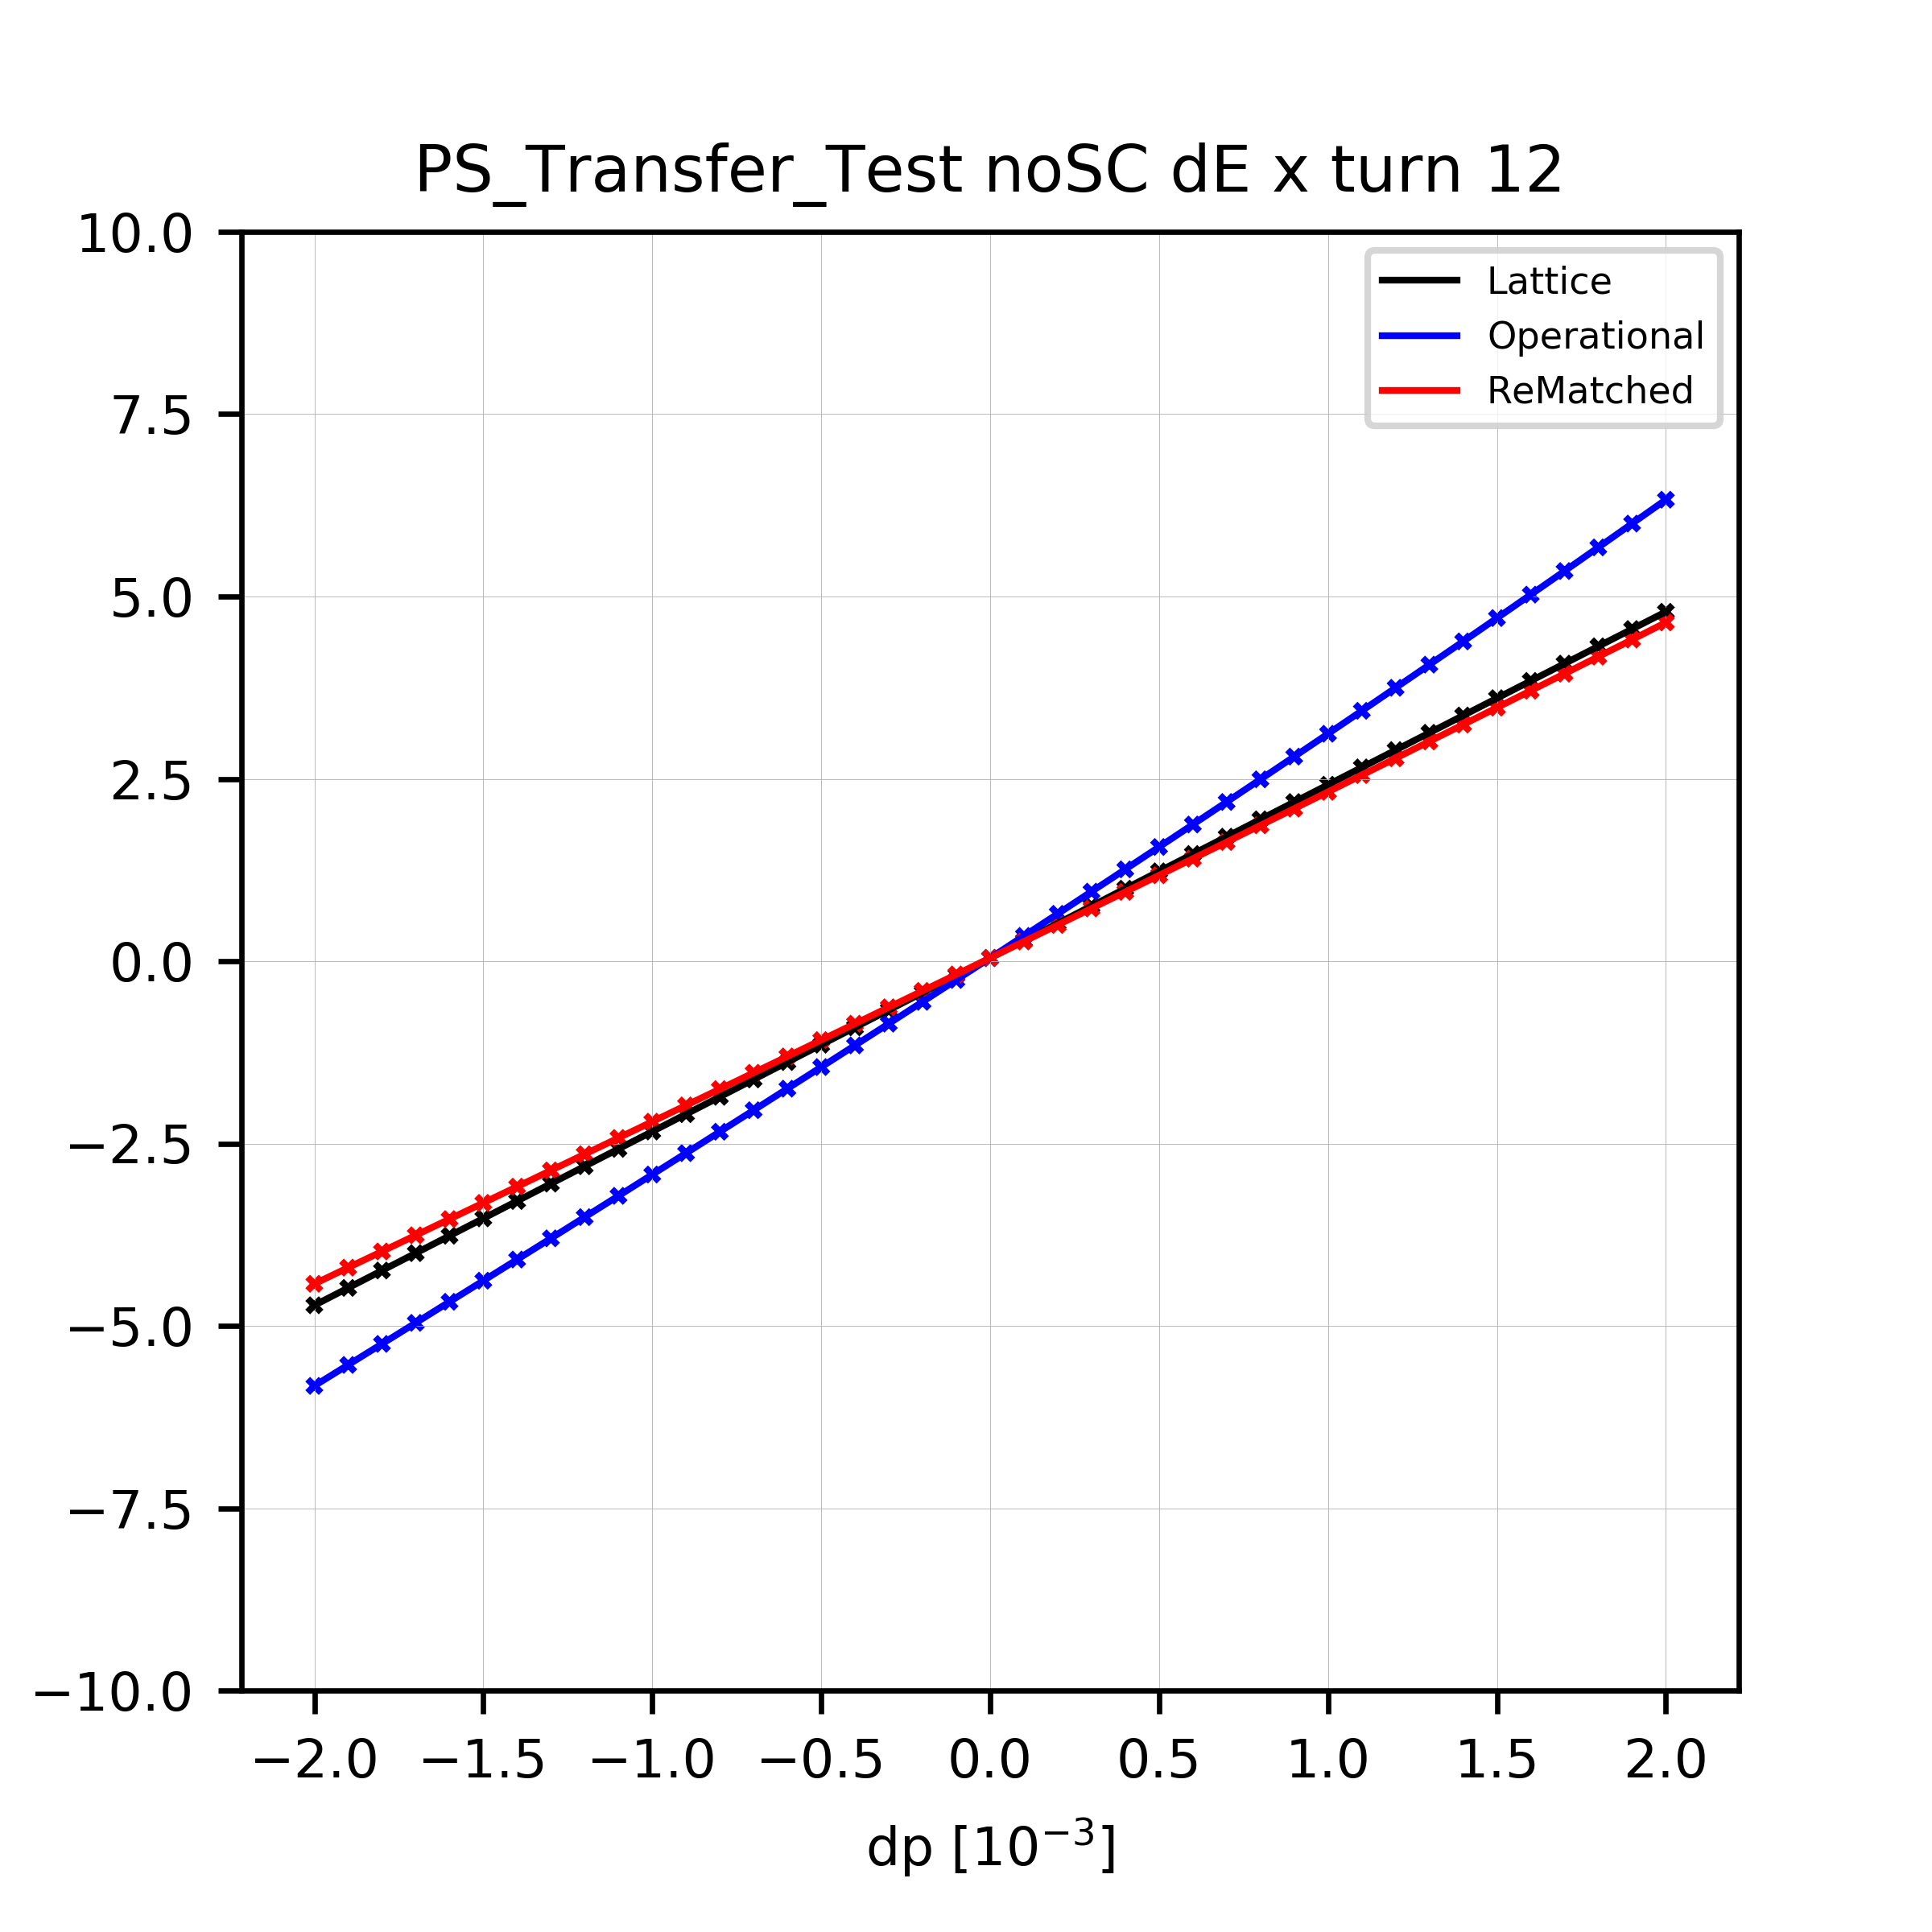 PS_Transfer_Test noSC dE x turn 12
10.0
7.5
5.0
2.5
0.0
−2.5
−5.0
−7.5
−10.0
Lattice
Operational
ReMatched
−2.0 −1.5 −1.0 −0.5 0.0 0.5 1.0 1.5 2.0
dp [10⁻³]